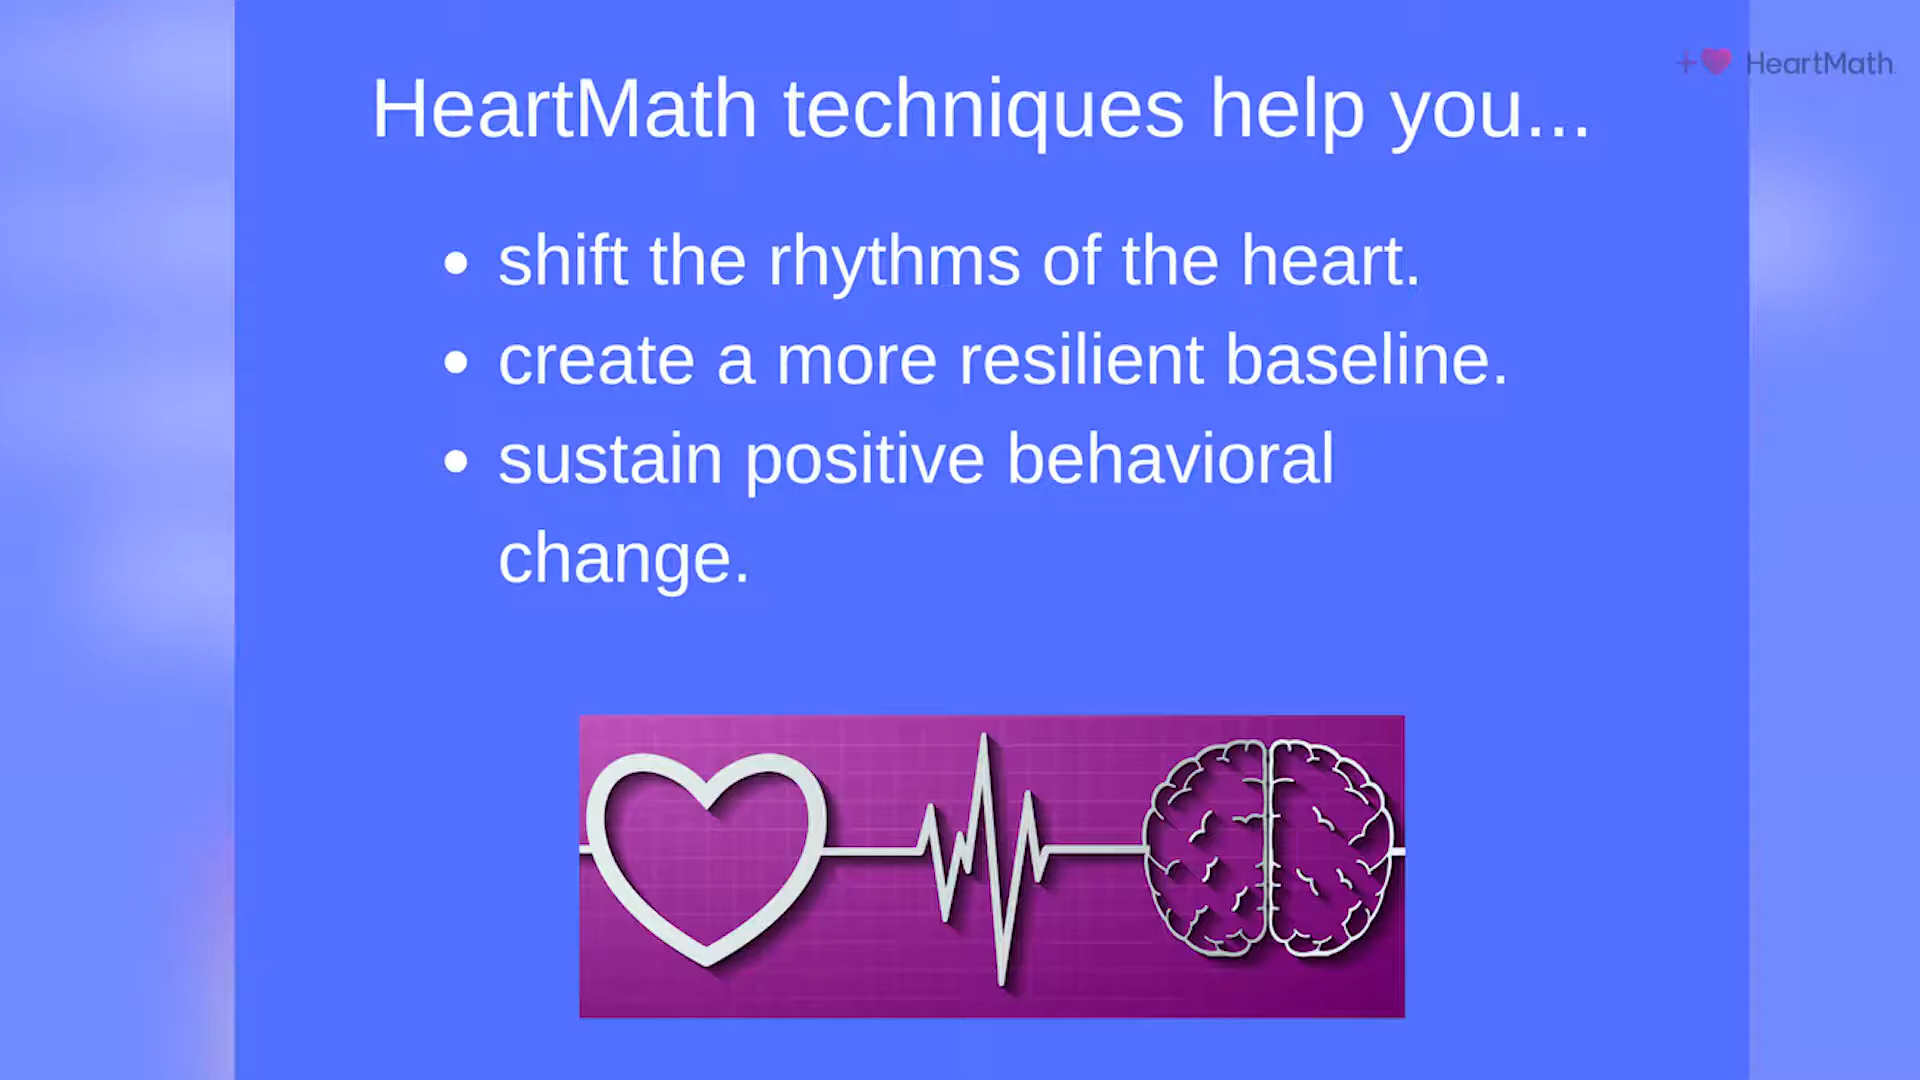 HeartMath
HeartMath techniques help you...
• shift the rhythms of the heart.
• create a more resilient baseline.
• sustain positive behavioral
change.